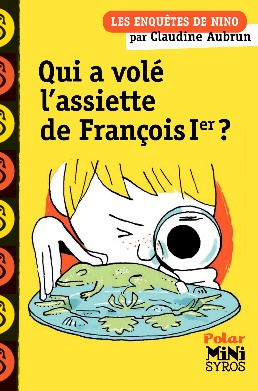 LES ENQUÊTES DE NINO
par Claudine Aubrun
Qui a volé
l'assiette
de François Ier ?
Polar
MiNi
SYROS